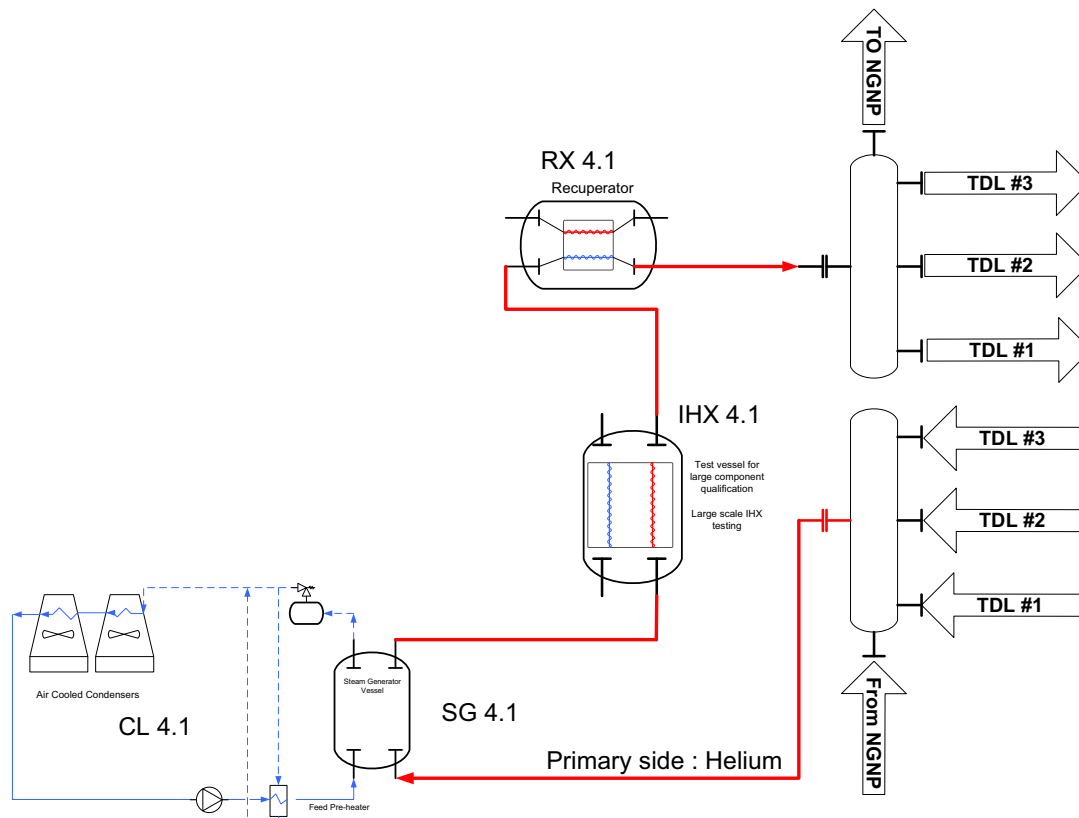 TO NGNP
RX 4.1
Recuperator
TDL #3
TDL #2
TDL #1
IHX 4.1
Test vessel for
large component
qualification
Large scale IHX
testing
TDL #3
TDL #2
TDL #1
Steam Generator
Vessel
Air Cooled Condensers
CL 4.1
SG 4.1
From NGNP
Primary side : Helium
Feed Pre-heater